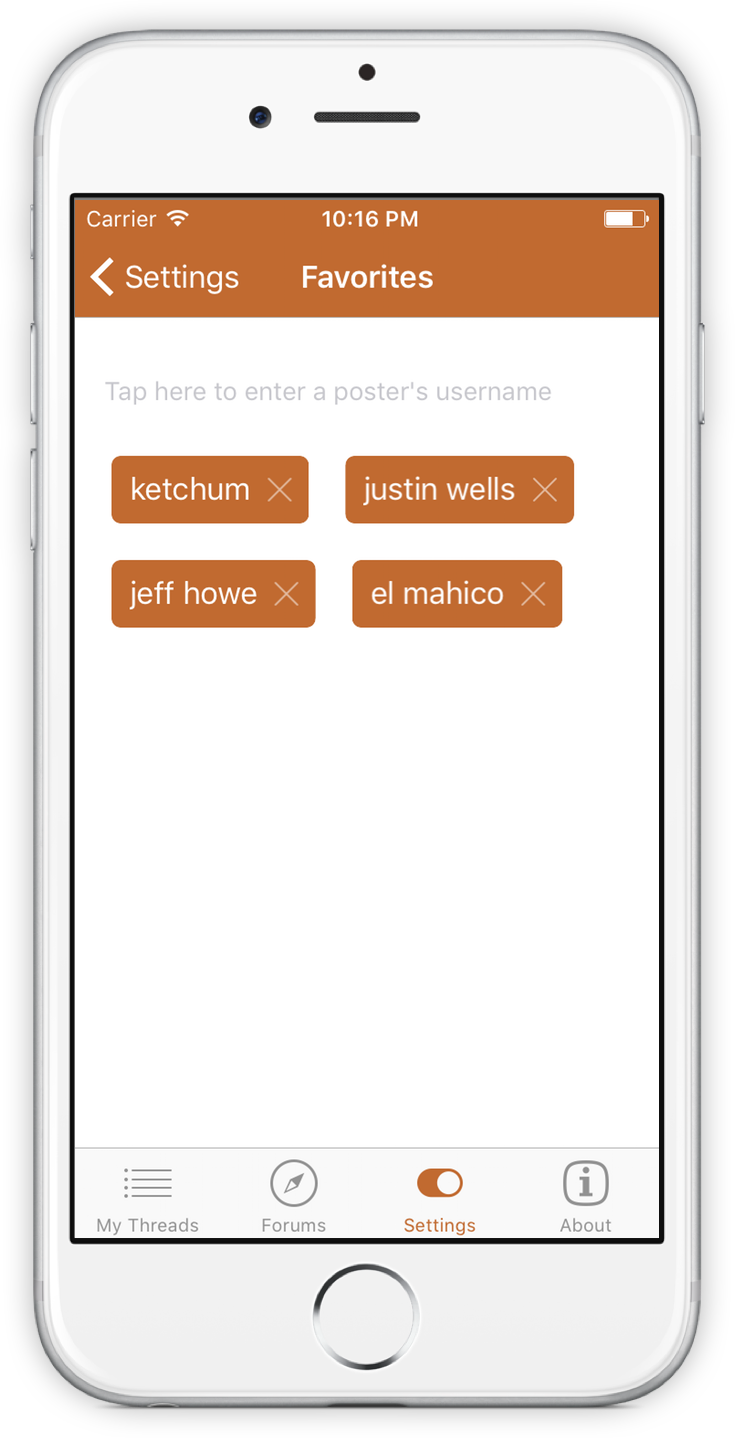 Carrier 10:16 PM
Settings Favorites
Tap here to enter a poster's username
ketchum justin wells
jeff howe el mahico
My Threads Forums Settings About